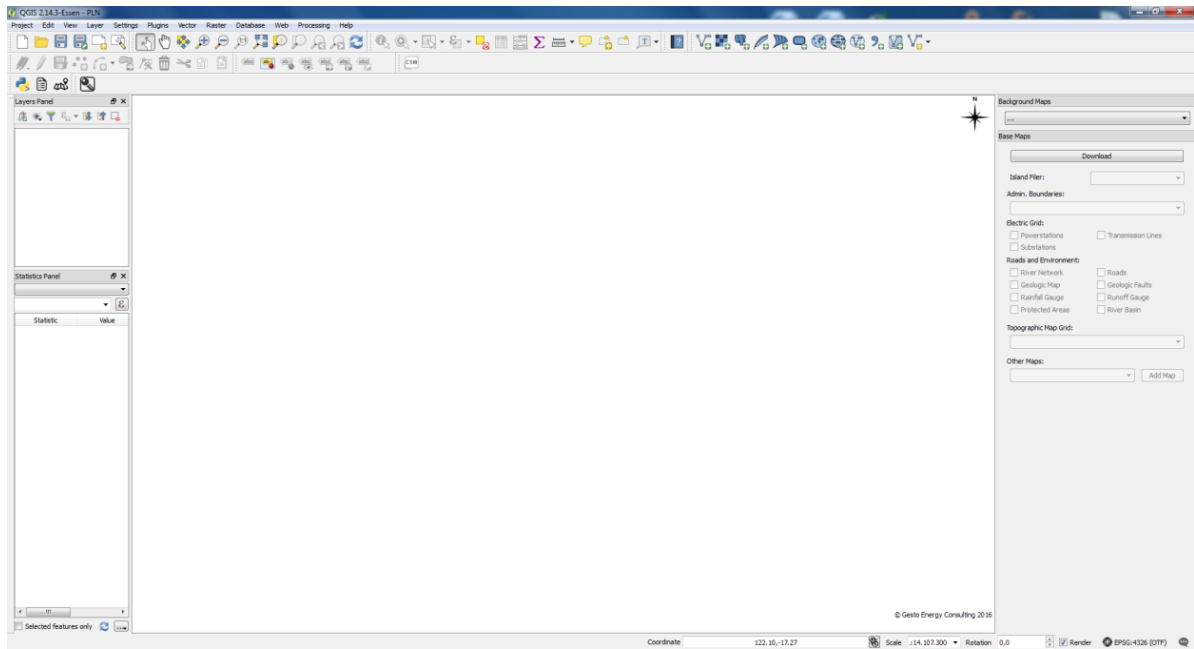 QGIS 2.14.3-Essen - PLN
Project Edit View Layer Settings Plugins Vector Raster Database Web Processing Help
CSW
Layers Panel
N
Background Maps
...
Base Maps
Download
Island Filer:
Admin. Boundaries:
Electric Grid:
Powerstations Transmission Lines
Substations
Roads and Environment:
River Network Roads
Geologic Map Geologic Faults
Rainfall Gauge Runoff Gauge
Protected Areas River Basin
Topographic Map Grid:
Other Maps:
Add Map
Statistics Panel
ε
Statistic Value
© Gesto Energy Consulting 2016
Selected features only ...
Coordinate 122.10,-17.27 Scale :14.107.300 Rotation 0,0 Render EPSG:4326 (OTF)